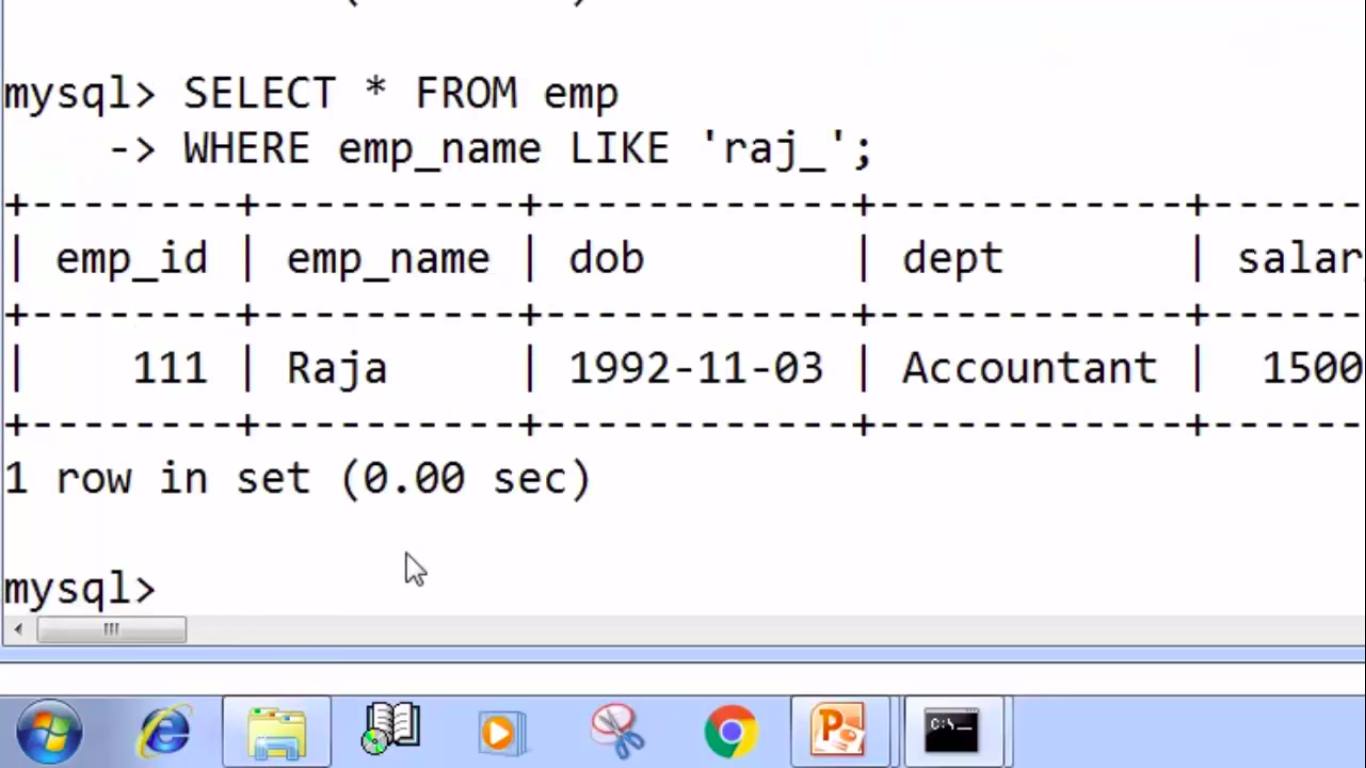 mysql> SELECT * FROM emp
    -> WHERE emp_name LIKE 'raj_';
+--------+----------+------------+------------+------
| emp_id | emp_name | dob        | dept       | salar
+--------+----------+------------+------------+------
|    111 | Raja     | 1992-11-03 | Accountant |  1500
+--------+----------+------------+------------+------
1 row in set (0.00 sec)
mysql>
C:\_